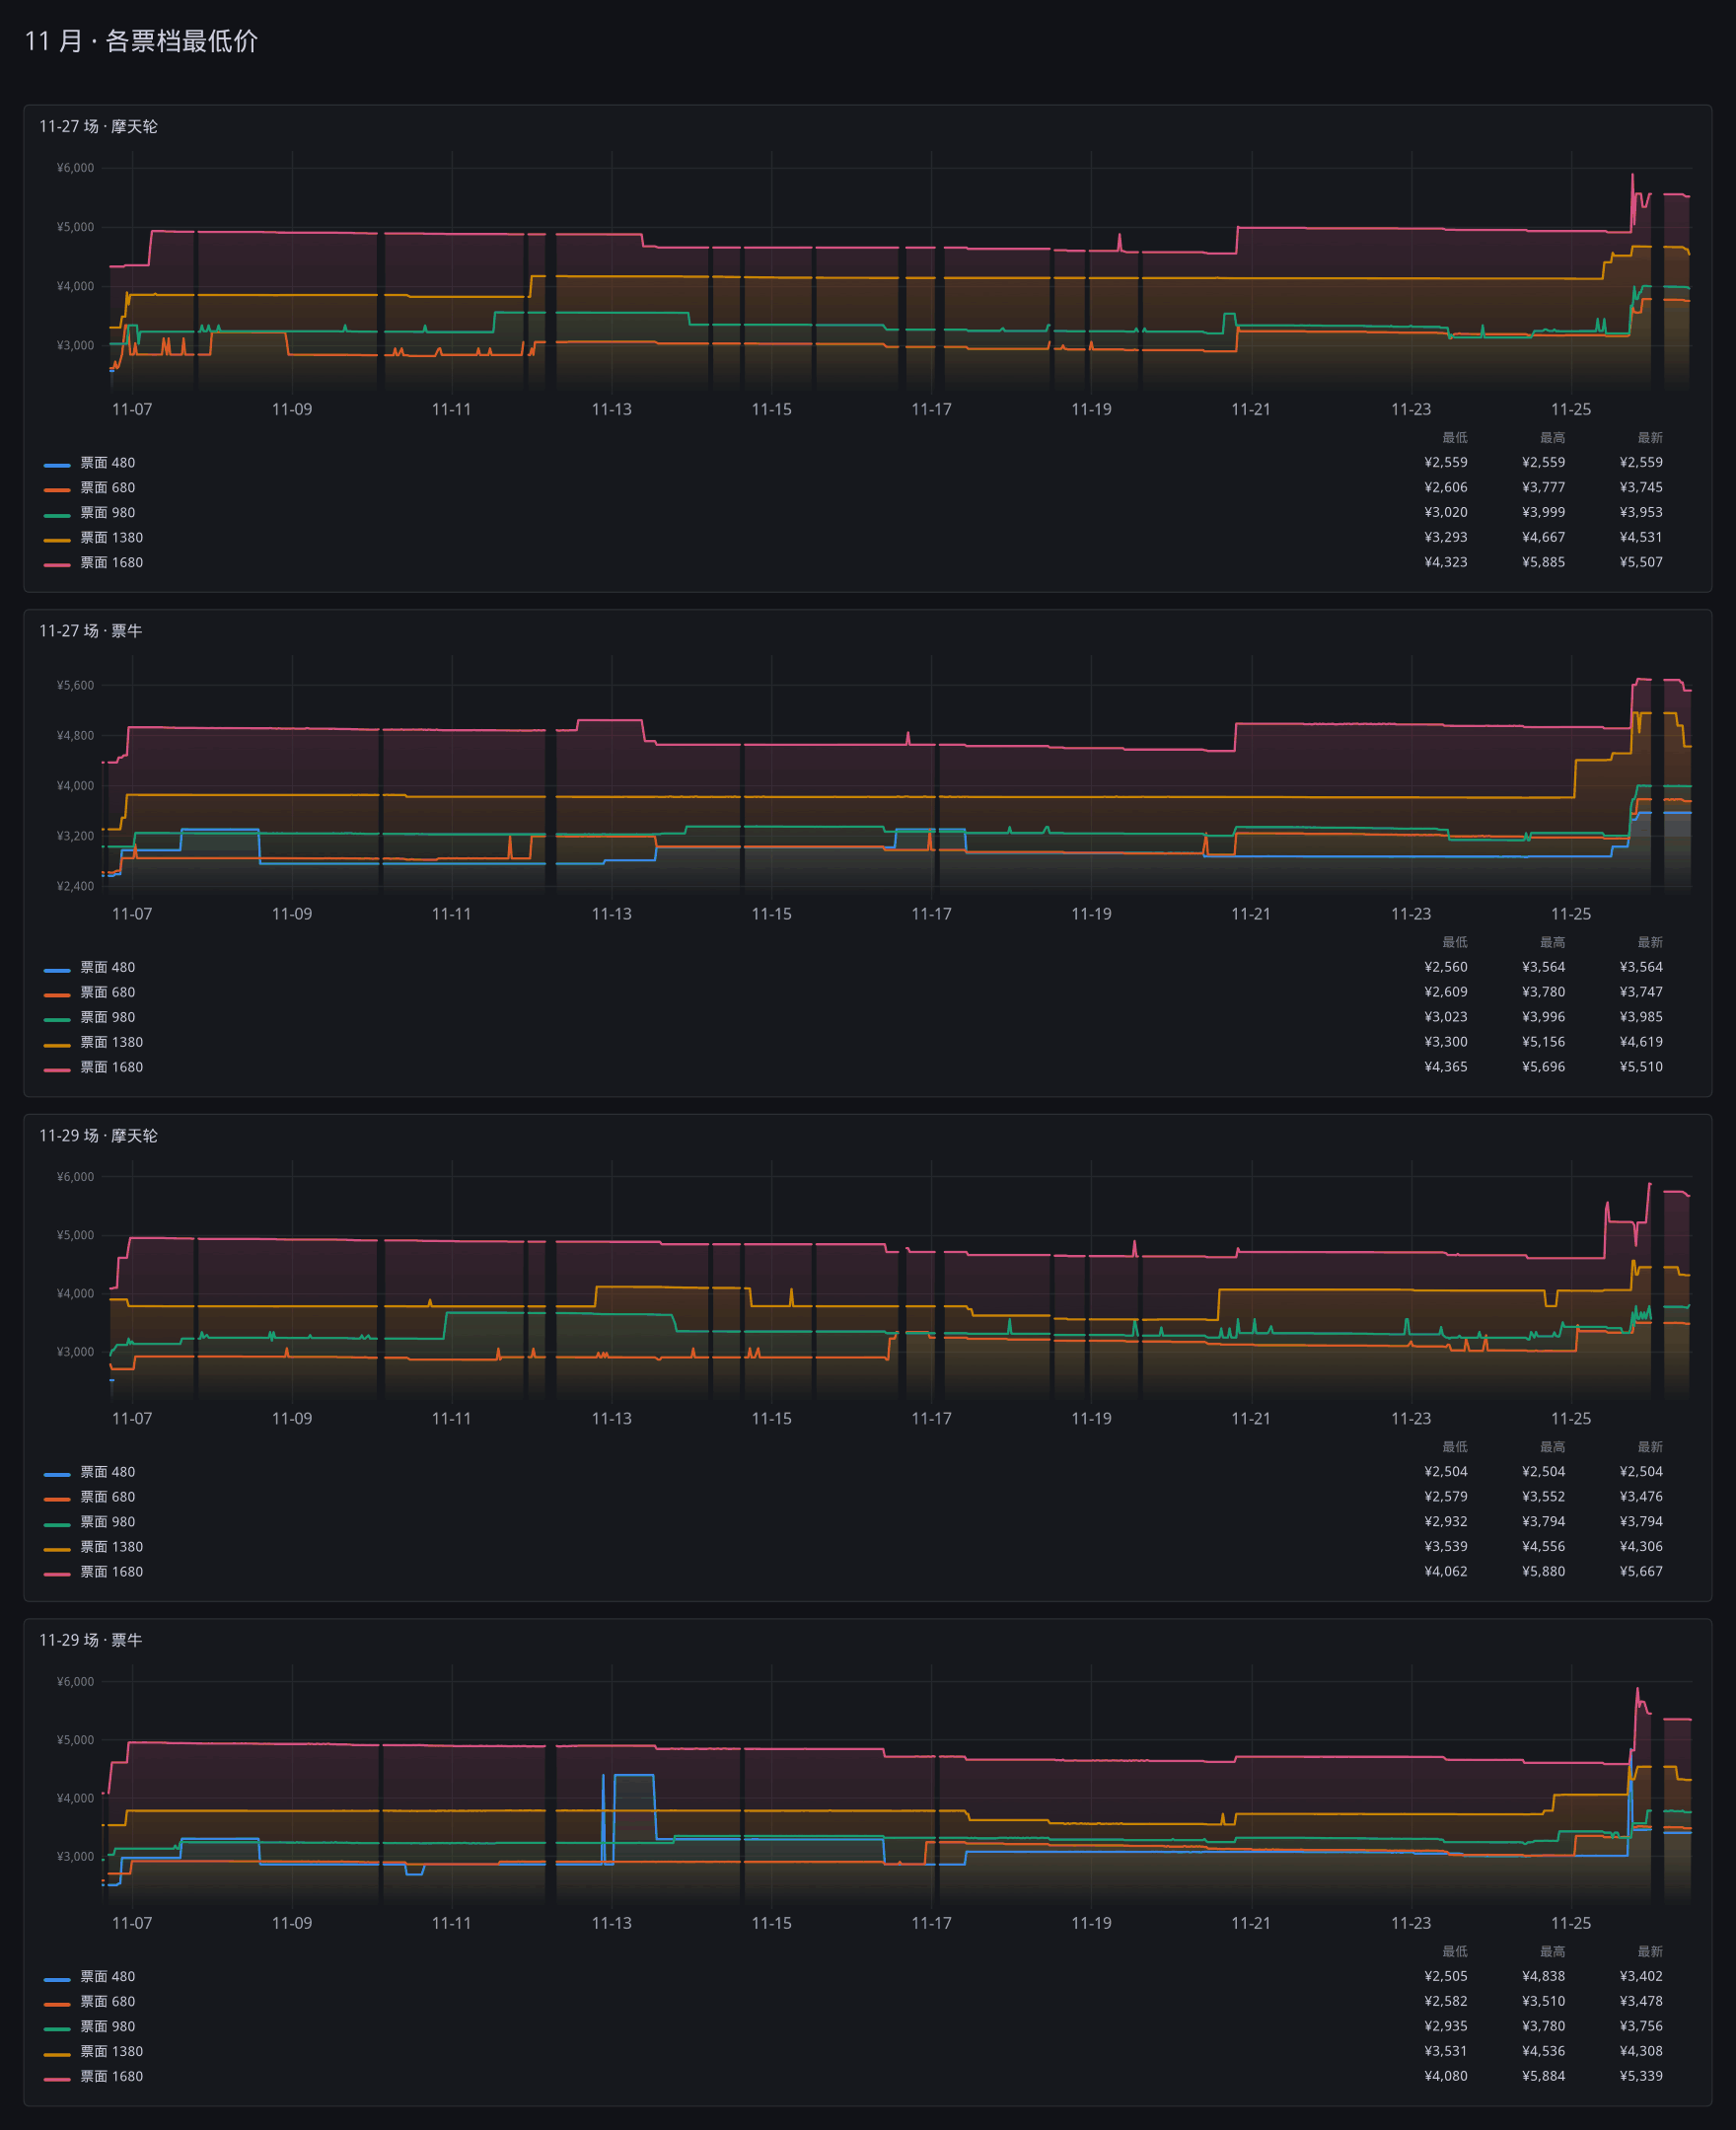 11 月 · 各票档最低价
11-27 场 · 摩天轮
¥6,000
¥5,000
¥4,000
¥3,000
11-07 11-09 11-11 11-13 11-15 11-17 11-19 11-21 11-23 11-25
最低 最高 最新
票面 480 ¥2,559 ¥2,559 ¥2,559
票面 680 ¥2,606 ¥3,777 ¥3,745
票面 980 ¥3,020 ¥3,999 ¥3,953
票面 1380 ¥3,293 ¥4,667 ¥4,531
票面 1680 ¥4,323 ¥5,885 ¥5,507
11-27 场 · 票牛
¥5,600
¥4,800
¥4,000
¥3,200
¥2,400
11-07 11-09 11-11 11-13 11-15 11-17 11-19 11-21 11-23 11-25
最低 最高 最新
票面 480 ¥2,560 ¥3,564 ¥3,564
票面 680 ¥2,609 ¥3,780 ¥3,747
票面 980 ¥3,023 ¥3,996 ¥3,985
票面 1380 ¥3,300 ¥5,156 ¥4,619
票面 1680 ¥4,365 ¥5,696 ¥5,510
11-29 场 · 摩天轮
¥6,000
¥5,000
¥4,000
¥3,000
11-07 11-09 11-11 11-13 11-15 11-17 11-19 11-21 11-23 11-25
最低 最高 最新
票面 480 ¥2,504 ¥2,504 ¥2,504
票面 680 ¥2,579 ¥3,552 ¥3,476
票面 980 ¥2,932 ¥3,794 ¥3,794
票面 1380 ¥3,539 ¥4,556 ¥4,306
票面 1680 ¥4,062 ¥5,880 ¥5,667
11-29 场 · 票牛
¥6,000
¥5,000
¥4,000
¥3,000
11-07 11-09 11-11 11-13 11-15 11-17 11-19 11-21 11-23 11-25
最低 最高 最新
票面 480 ¥2,505 ¥4,838 ¥3,402
票面 680 ¥2,582 ¥3,510 ¥3,478
票面 980 ¥2,935 ¥3,780 ¥3,756
票面 1380 ¥3,531 ¥4,536 ¥4,308
票面 1680 ¥4,080 ¥5,884 ¥5,339